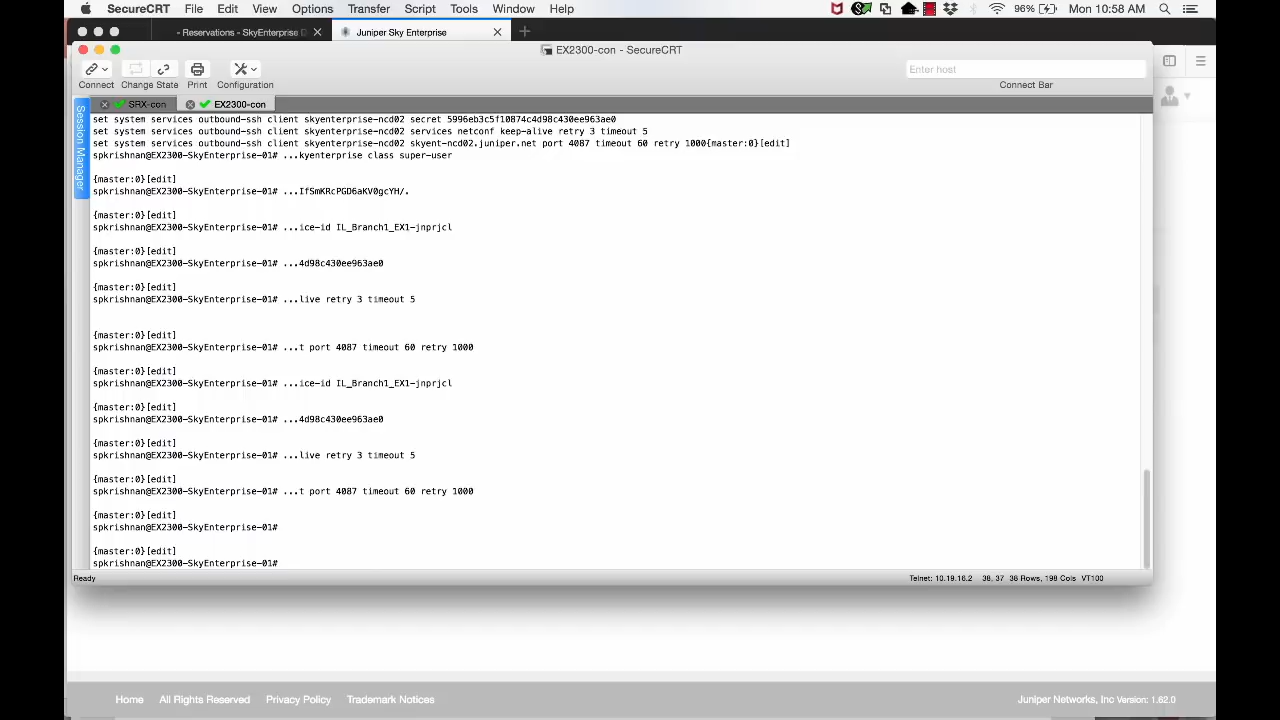 SecureCRT File Edit View Options Transfer Script Tools Window Help 96% Mon 10:58 AM
- Reservations - SkyEnterprise D Juniper Sky Enterprise
EX2300-con - SecureCRT
Enter host
Connect Change State Print Configuration Connect Bar
SRX-con EX2300-con
Session Manager
set system services outbound-ssh client skyenterprise-ncd02 secret 5996eb3c5f10874c4d98c430ee963ae0
set system services outbound-ssh client skyenterprise-ncd02 services netconf keep-alive retry 3 timeout 5
set system services outbound-ssh client skyenterprise-ncd02 skyent-ncd02.juniper.net port 4087 timeout 60 retry 1000{master:0}[edit]
spkrishnan@EX2300-SkyEnterprise-01# ...kyenterprise class super-user
{master:0}[edit]
spkrishnan@EX2300-SkyEnterprise-01# ...IfSmKRcPGD6aKV0gcYH/.
{master:0}[edit]
spkrishnan@EX2300-SkyEnterprise-01# ...ice-id IL_Branch1_EX1-jnprjcl
{master:0}[edit]
spkrishnan@EX2300-SkyEnterprise-01# ...4d98c430ee963ae0
{master:0}[edit]
spkrishnan@EX2300-SkyEnterprise-01# ...live retry 3 timeout 5
{master:0}[edit]
spkrishnan@EX2300-SkyEnterprise-01# ...t port 4087 timeout 60 retry 1000
{master:0}[edit]
spkrishnan@EX2300-SkyEnterprise-01# ...ice-id IL_Branch1_EX1-jnprjcl
{master:0}[edit]
spkrishnan@EX2300-SkyEnterprise-01# ...4d98c430ee963ae0
{master:0}[edit]
spkrishnan@EX2300-SkyEnterprise-01# ...live retry 3 timeout 5
{master:0}[edit]
spkrishnan@EX2300-SkyEnterprise-01# ...t port 4087 timeout 60 retry 1000
{master:0}[edit]
spkrishnan@EX2300-SkyEnterprise-01#
{master:0}[edit]
spkrishnan@EX2300-SkyEnterprise-01#
Ready Telnet: 10.19.16.2 38, 37 38 Rows, 198 Cols VT100
Home All Rights Reserved Privacy Policy Trademark Notices Juniper Networks, Inc Version: 1.62.0